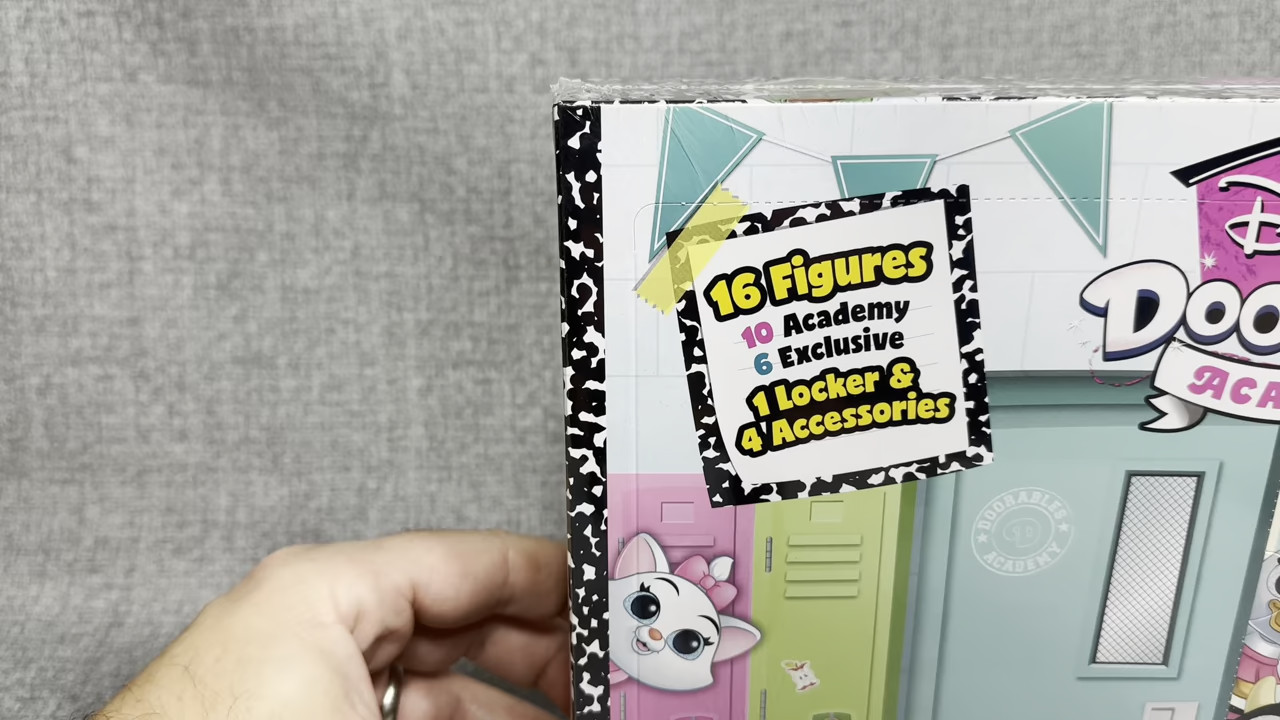 16 Figures
10 Academy
6 Exclusive
1 Locker &
4 Accessories
DOORABLES
ACADEMY